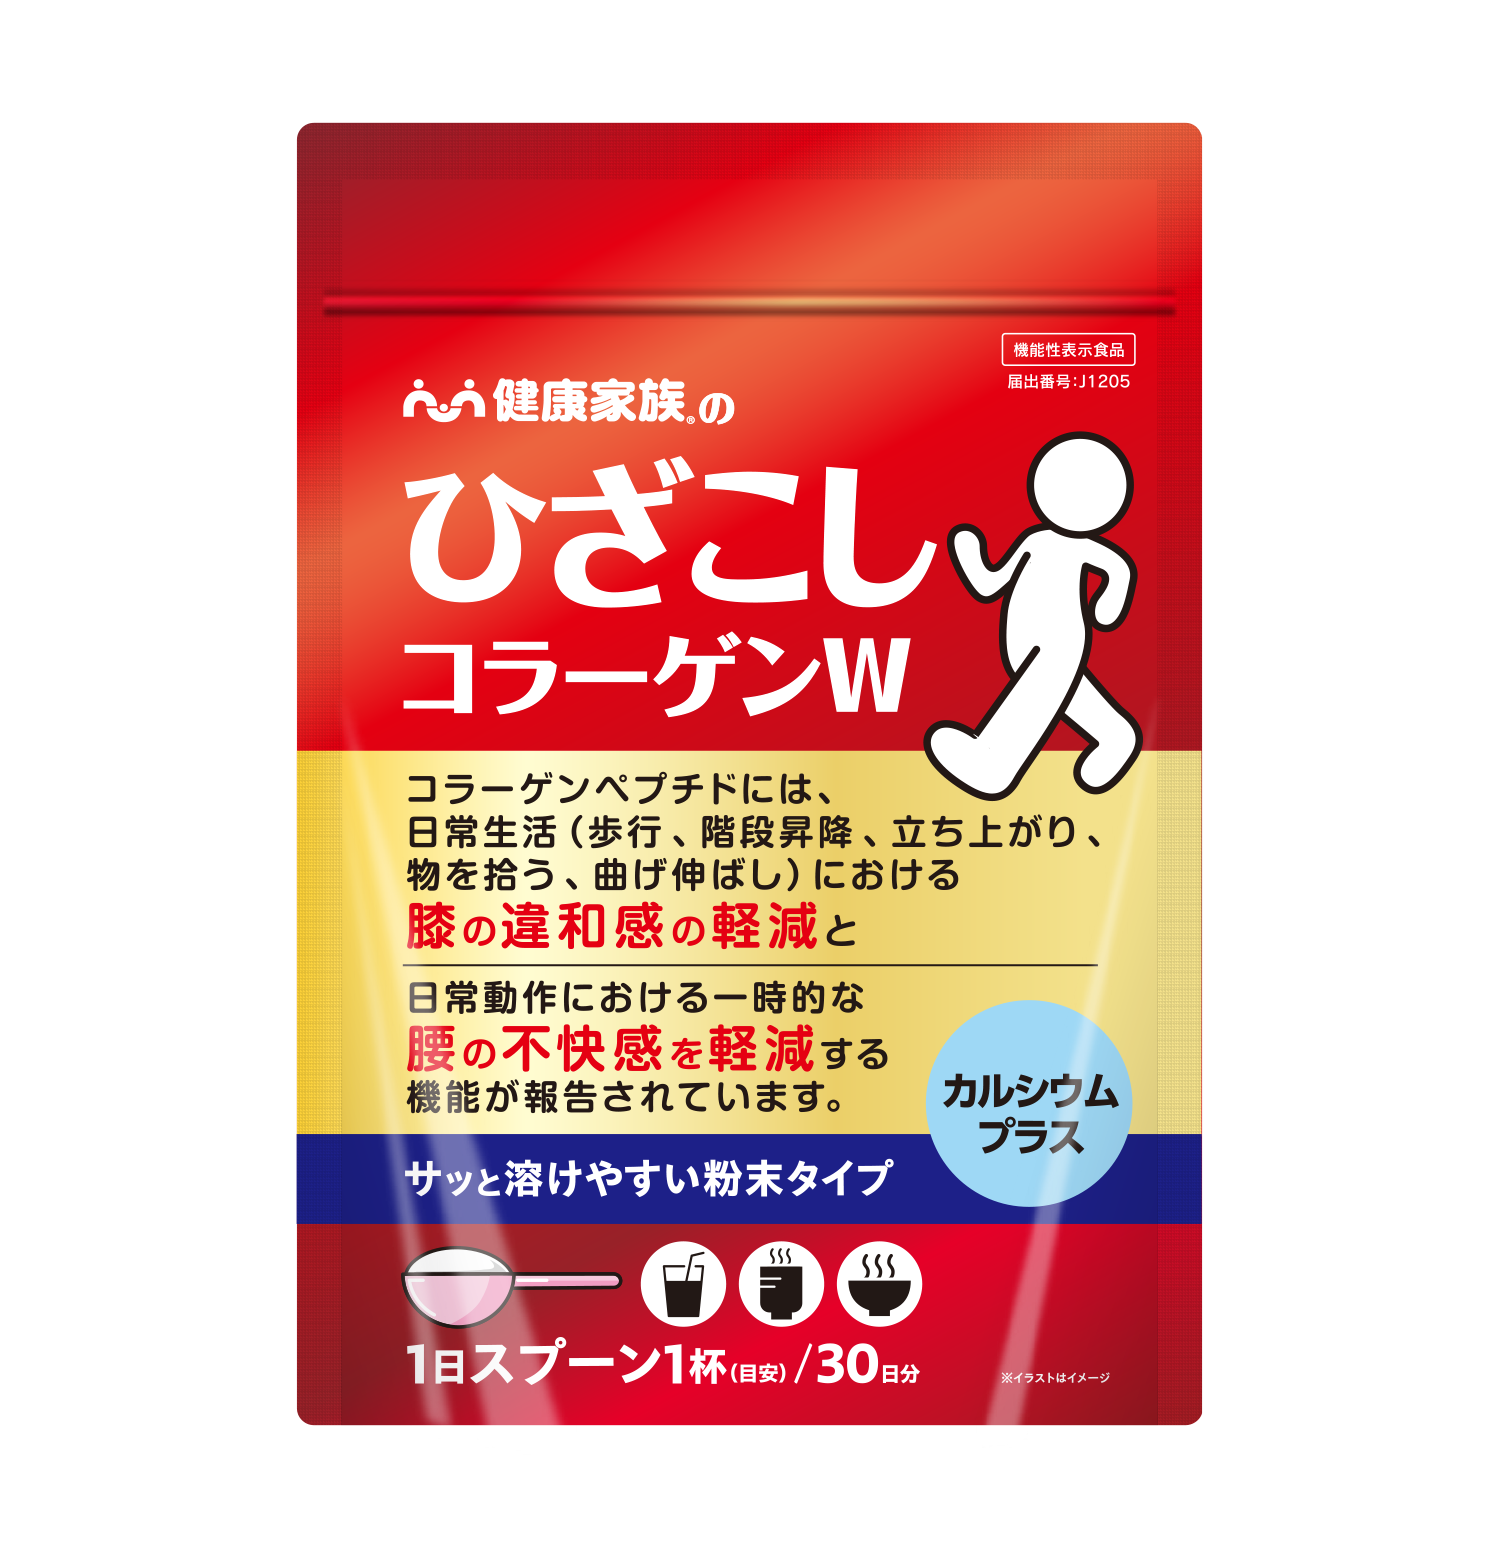 機能性表示食品
届出番号：J1205
健康家族®の
ひざこし
コラーゲンW
コラーゲンペプチドには、
日常生活（歩行、階段昇降、立ち上がり、
物を拾う、曲げ伸ばし）における
膝の違和感の軽減と
日常動作における一時的な
腰の不快感を軽減する
機能が報告されています。
カルシウム
プラス
サッと溶けやすい粉末タイプ
1日スプーン1杯（目安）/30日分
※イラストはイメージ